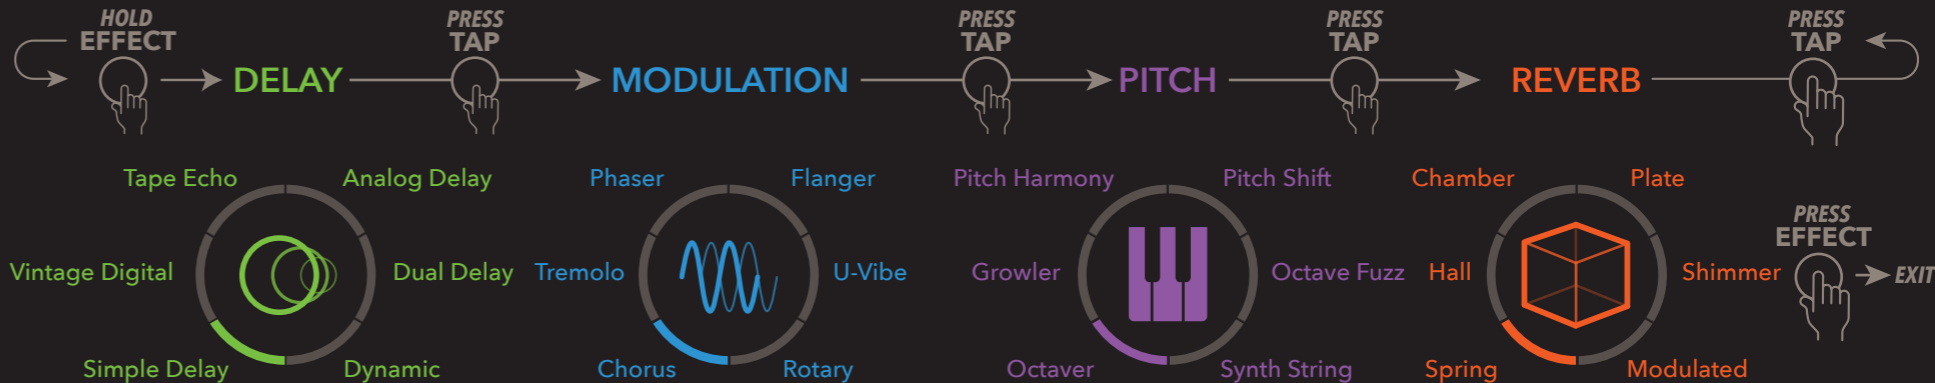 HOLD
EFFECT
DELAY
PRESS
TAP
MODULATION
PRESS
TAP
PITCH
PRESS
TAP
REVERB
PRESS
TAP
Tape Echo
Analog Delay
Vintage Digital
Dual Delay
Simple Delay
Dynamic
Phaser
Flanger
Tremolo
U-Vibe
Chorus
Rotary
Pitch Harmony
Pitch Shift
Growler
Octave Fuzz
Octaver
Synth String
Chamber
Plate
Hall
Shimmer
Spring
Modulated
PRESS
EFFECT
EXIT